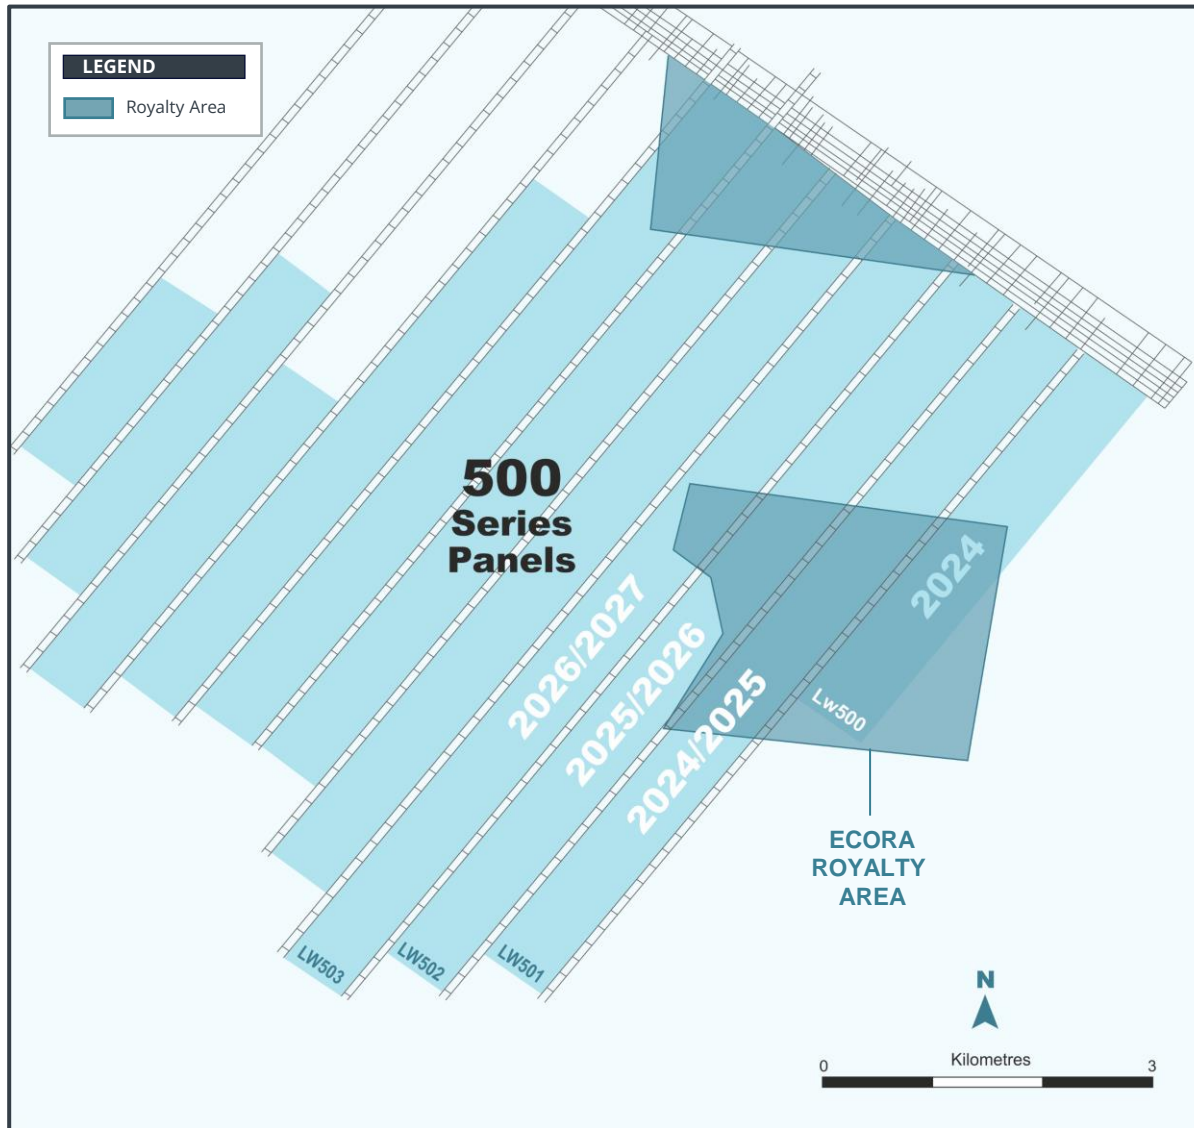 LEGEND
Royalty Area
500
Series
Panels
2024
2026/2027
2025/2026
2024/2025
Lw500
ECORA
ROYALTY
AREA
LW503
LW502
LW501
N
Kilometres
0 3